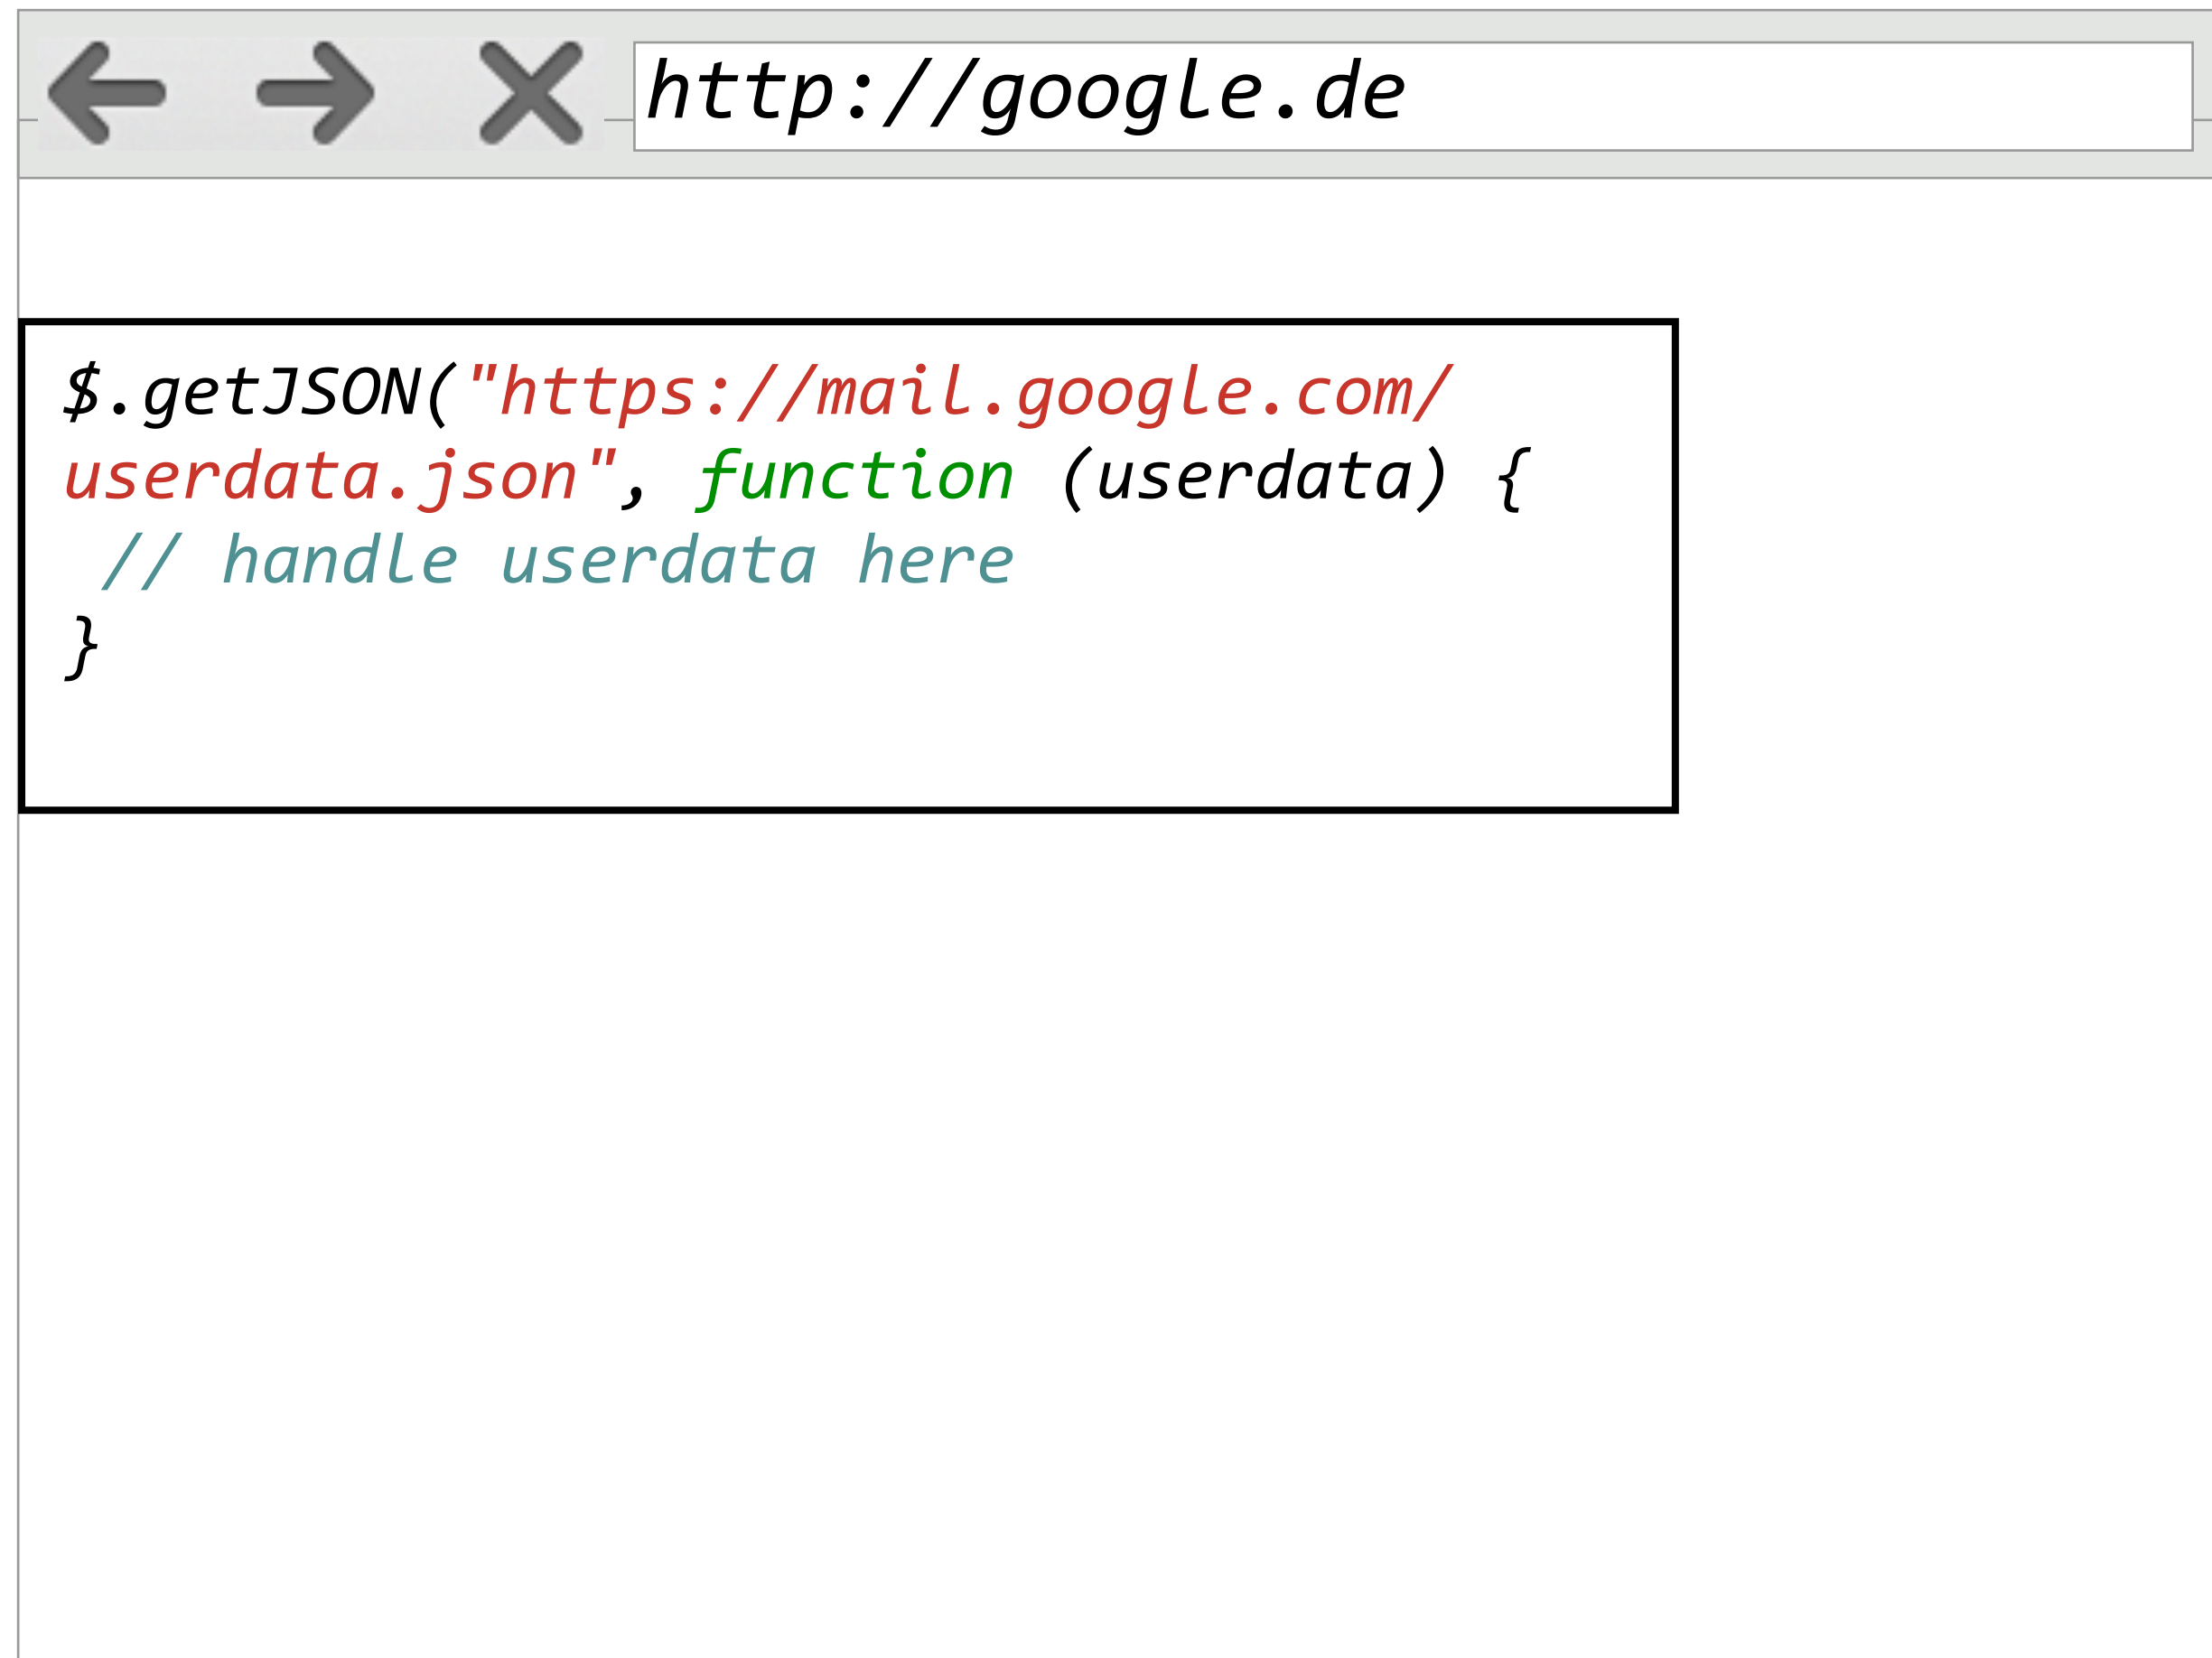 http://google.de
$.getJSON("https://mail.google.com/
userdata.json", function (userdata) {
 // handle userdata here
}